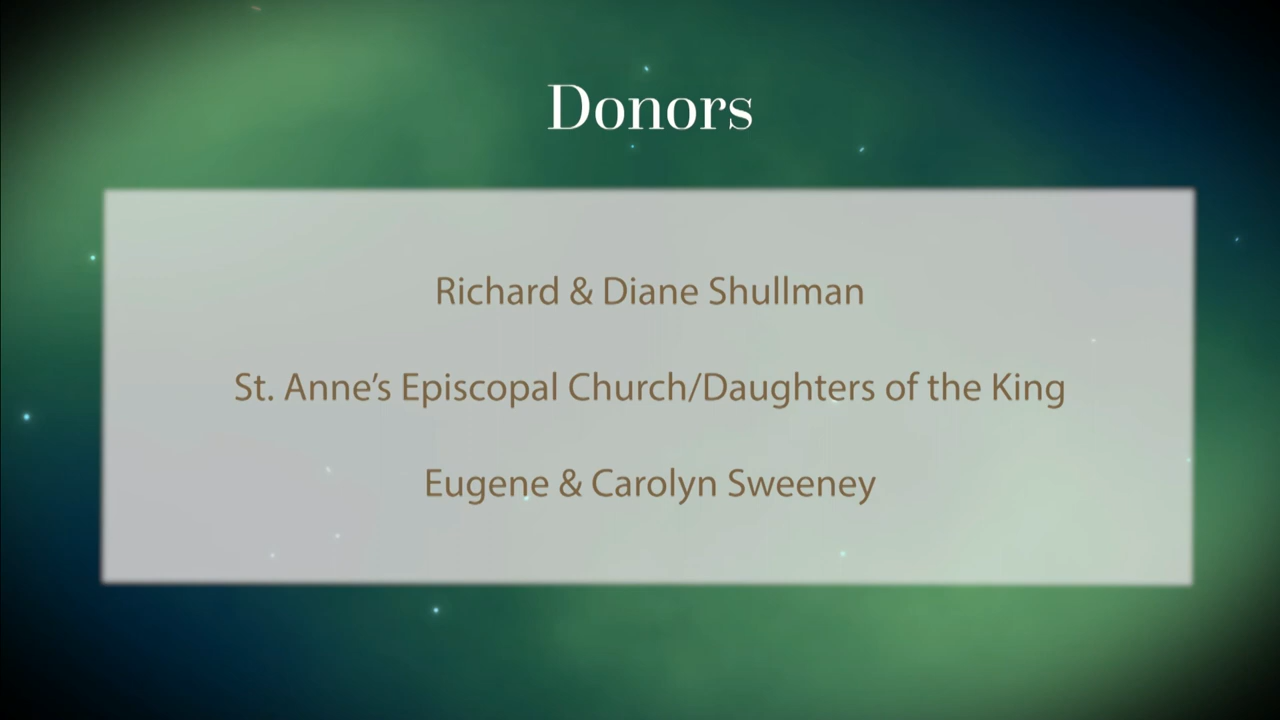 Donors
Richard & Diane Shullman
St. Anne’s Episcopal Church/Daughters of the King
Eugene & Carolyn Sweeney